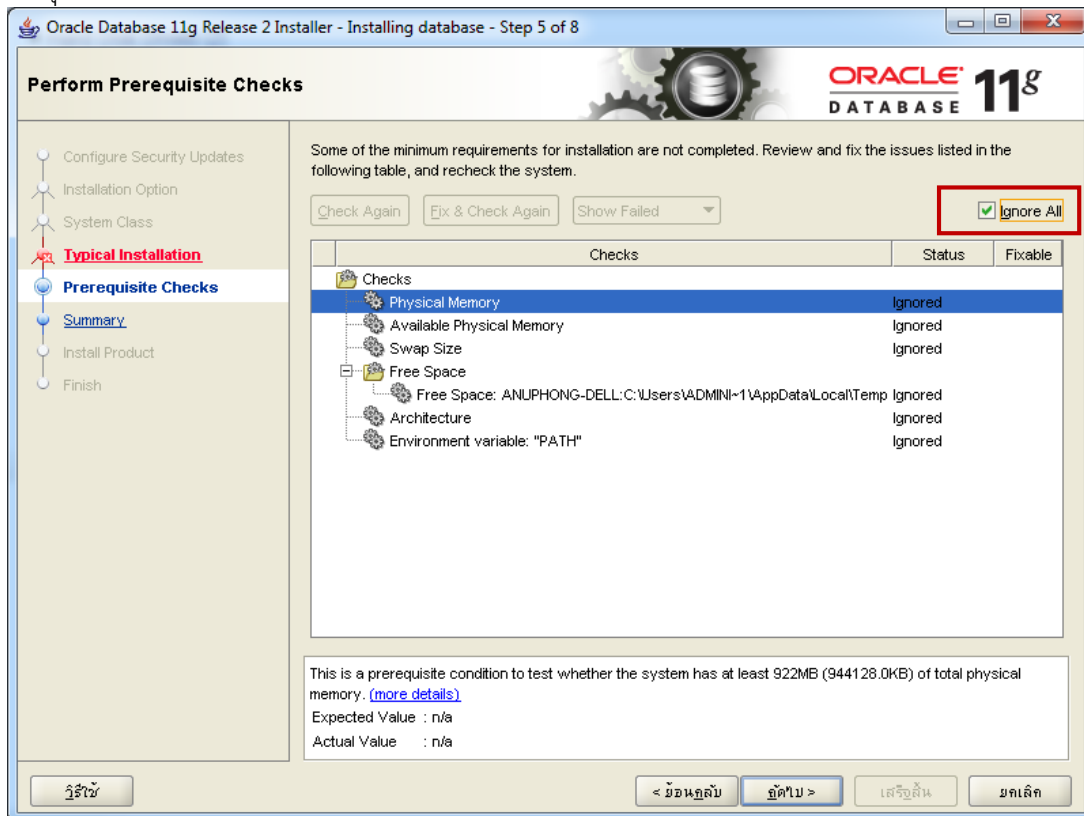 Oracle Database 11g Release 2 Installer - Installing database - Step 5 of 8
Perform Prerequisite Checks
ORACLE 11g
DATABASE
Configure Security Updates
Installation Option
System Class
Typical Installation
Prerequisite Checks
Summary
Install Product
Finish
Some of the minimum requirements for installation are not completed. Review and fix the issues listed in the
following table, and recheck the system.
Check Again Fix & Check Again Show Failed Ignore All
Checks Status Fixable
Checks
Physical Memory Ignored
Available Physical Memory Ignored
Swap Size Ignored
Free Space
Free Space: ANUPHONG-DELL:C:\Users\ADMINI~1\AppData\Local\Temp Ignored
Architecture Ignored
Environment variable: "PATH" Ignored
This is a prerequisite condition to test whether the system has at least 922MB (944128.0KB) of total physical
memory. (more details)
Expected Value : n/a
Actual Value : n/a
วิธีใช้ < ย้อนกลับ ถัดไป > เสร็จสิ้น ยกเลิก